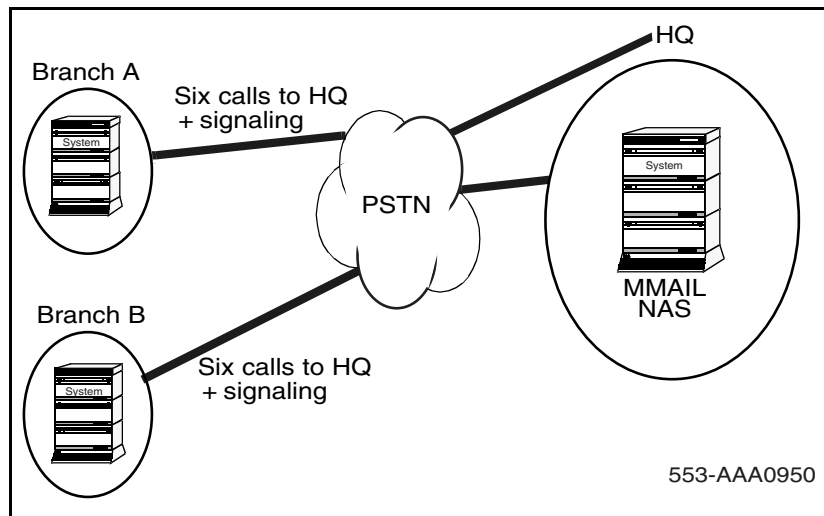 HQ
Branch A
Six calls to HQ
+ signaling
System
System
PSTN
MMAIL
NAS
Branch B
Six calls to HQ
+ signaling
System
553-AAA0950